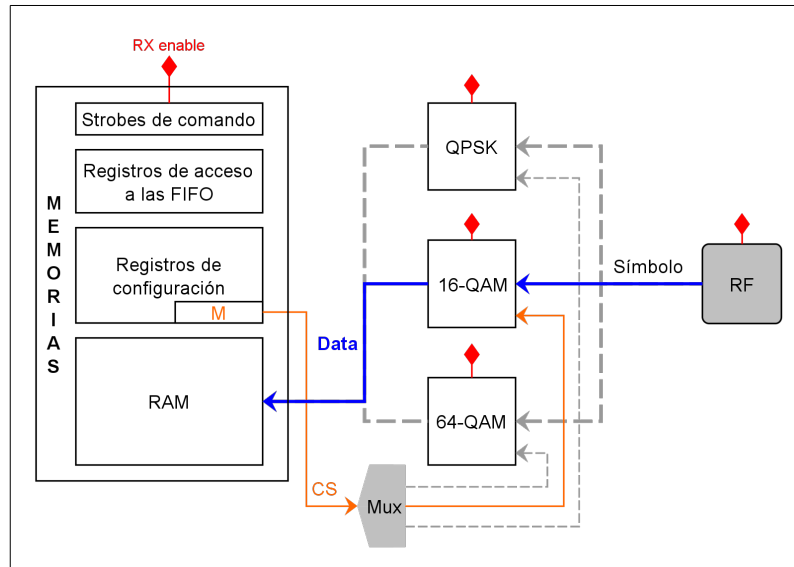 RX enable
MEMORIAS
Strobes de comando
Registros de acceso
a las FIFO
Registros de
configuración
M
RAM
Data
CS
Mux
QPSK
16-QAM
64-QAM
Símbolo
RF